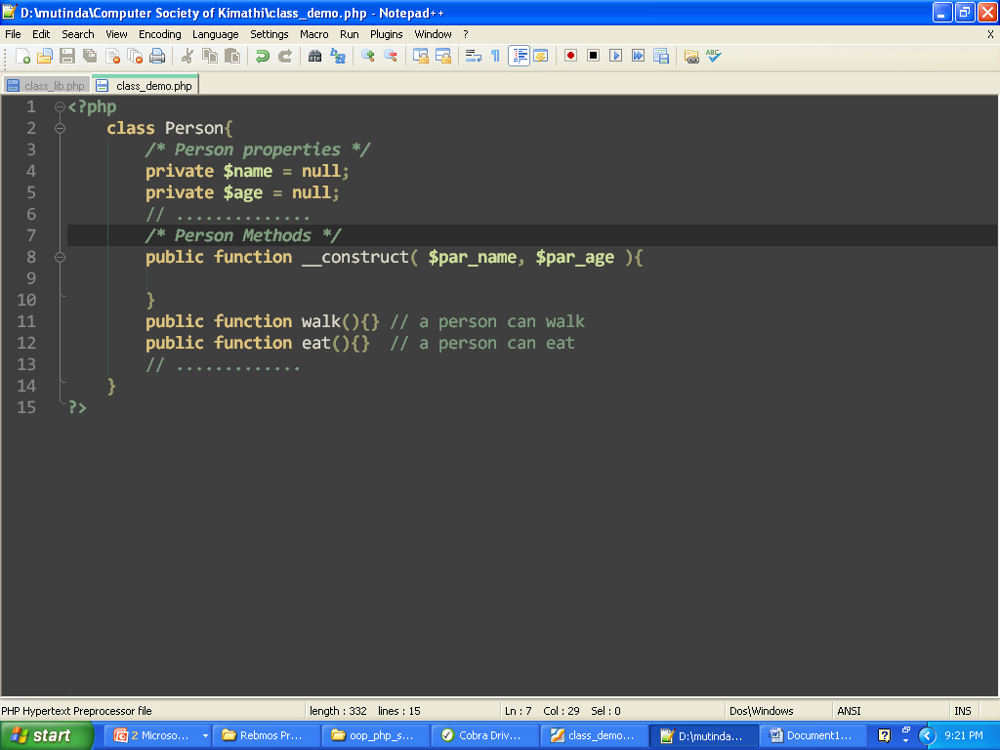 D:\mutinda\Computer Society of Kimathi\class_demo.php - Notepad++
File Edit Search View Encoding Language Settings Macro Run Plugins Window ? X
class_lib.php class_demo.php
1 <?php
2 class Person{
3 /* Person properties */
4 private $name = null;
5 private $age = null;
6 // ..............
7 /* Person Methods */
8 public function __construct( $par_name, $par_age ){
9
10 }
11 public function walk(){} // a person can walk
12 public function eat(){} // a person can eat
13 // .............
14 }
15 ?>
PHP Hypertext Preprocessor file length : 332 lines : 15 Ln : 7 Col : 29 Sel : 0 Dos\Windows ANSI INS
start 2 Microso... Rebmos Pr... oop_php_s... Cobra Driv... class_demo... D:\mutinda... Document1... 9:21 PM